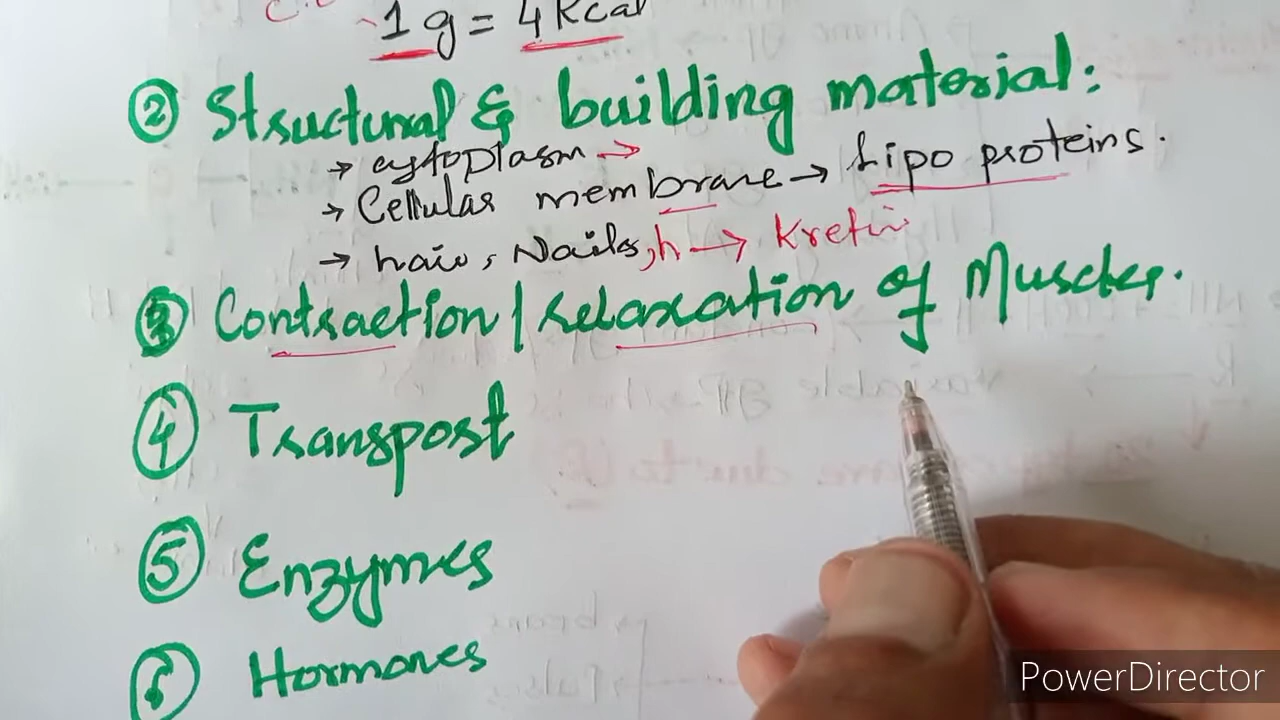 1 g = 4 Kcal
② Structural & building material:
→ cytoplasm →
→ Cellular membrane → Lipo proteins.
→ hair, Nails, h → Kretin
③ Contraction / relaxation of Muscles.
④ Transport
⑤ Enzymes
⑥ Hormones
PowerDirector